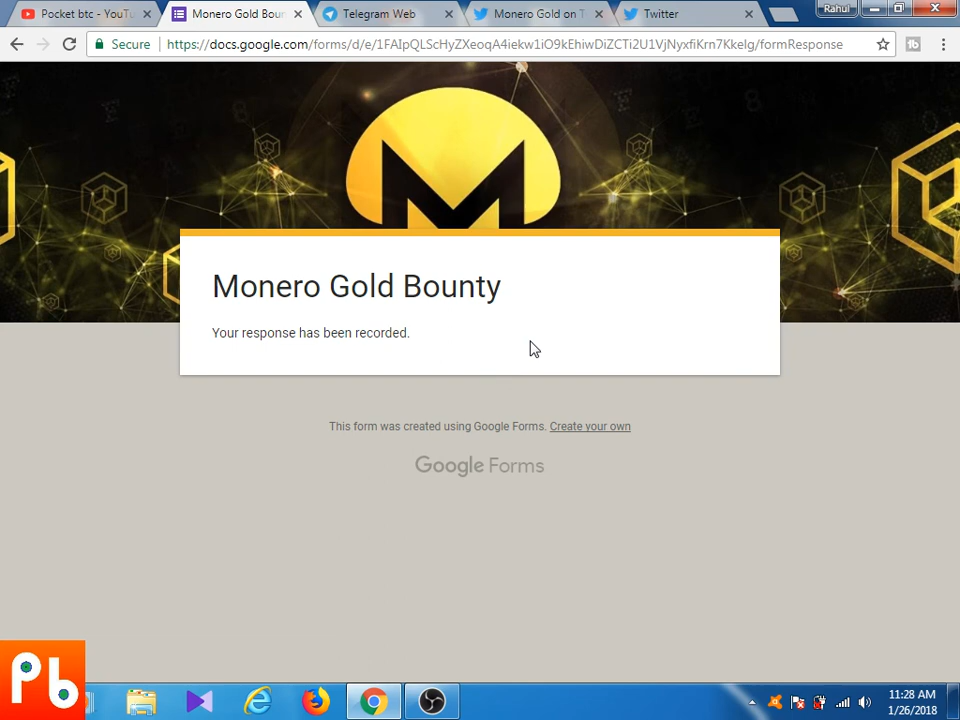 Pocket btc - YouTu
Monero Gold Boun
Telegram Web
Monero Gold on T
Twitter
Rahul
Secure
https://docs.google.com/forms/d/e/1FAIpQLScHyZXeoqA4iekw1iO9kEhiwDiZCTi2U1VjNyxfiKrn7Kkelg/formResponse
Monero Gold Bounty
Your response has been recorded.
This form was created using Google Forms. Create your own
Google Forms
Pb
11:28 AM
1/26/2018